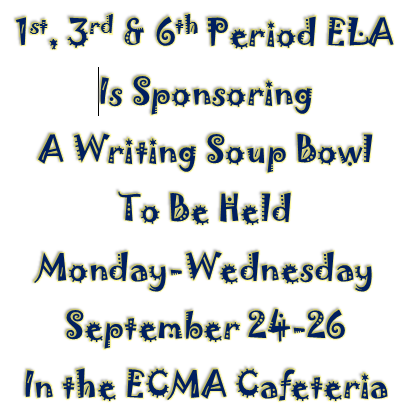 1st, 3rd & 6th Period ELA
Is Sponsoring
A Writing Soup Bowl
To Be Held
Monday-Wednesday
September 24-26
In the ECMA Cafeteria